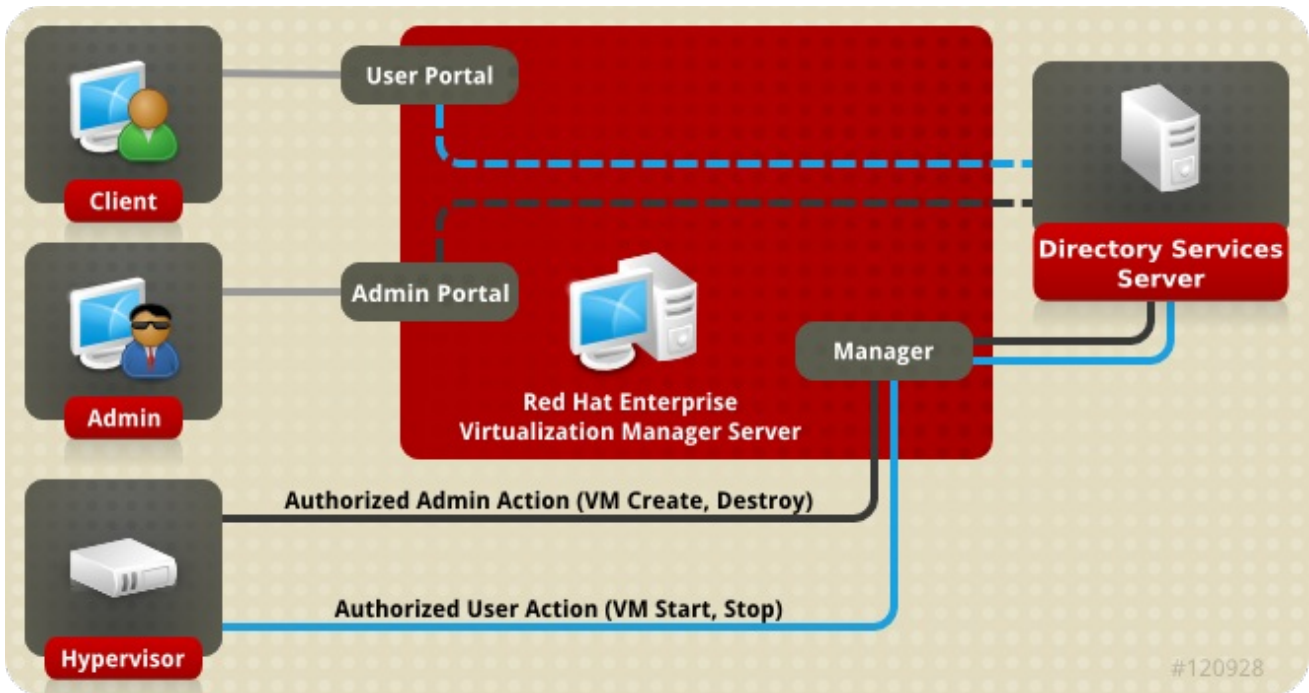 User Portal
Client
Directory Services
Server
Admin Portal
Manager
Red Hat Enterprise
Virtualization Manager Server
Admin
Authorized Admin Action (VM Create, Destroy)
Authorized User Action (VM Start, Stop)
Hypervisor
#120928